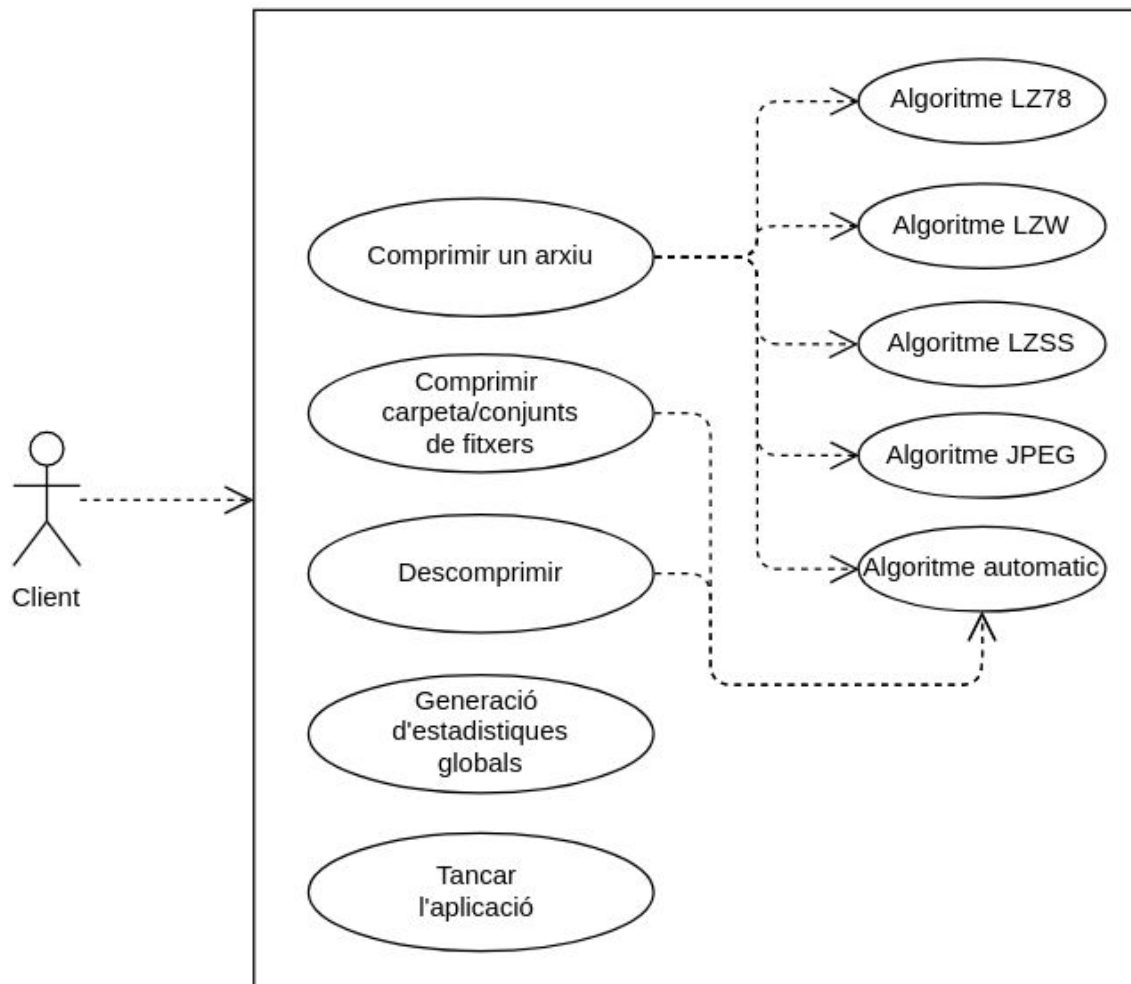 Client
Comprimir un arxiu
Comprimir
carpeta/conjunts
de fitxers
Descomprimir
Generació
d'estadistiques
globals
Tancar
l'aplicació
Algoritme LZ78
Algoritme LZW
Algoritme LZSS
Algoritme JPEG
Algoritme automatic